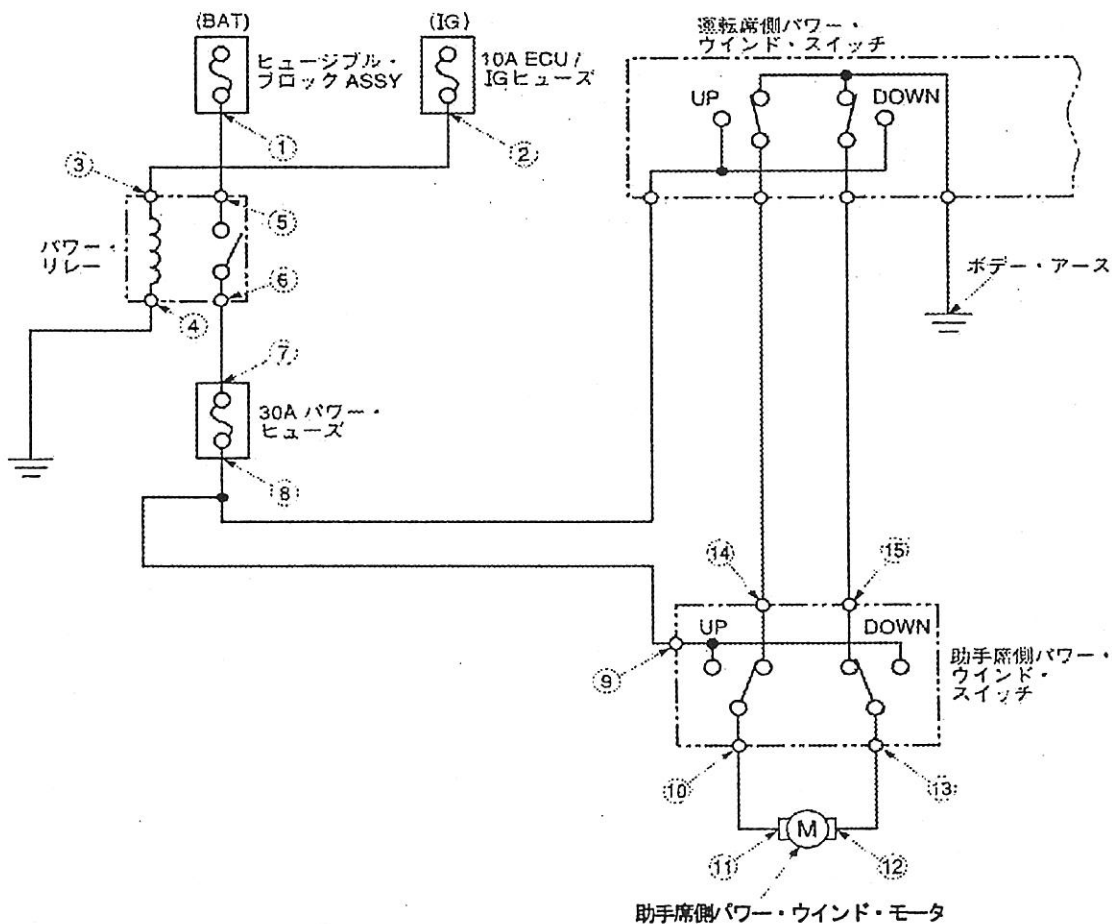 (BAT)
(IG)
ヒュージブル・
ブロック ASSY
10A ECU /
IGヒューズ
運転席側パワー・
ウインド・スイッチ
UP
DOWN
①
②
③
⑤
パワー・
リレー
⑥
④
ボデー・アース
⑦
30A パワー・
ヒューズ
⑧
⑭
⑮
UP
DOWN
⑨
助手席側パワー・
ウインド・
スイッチ
⑩
⑬
M
⑪
⑫
助手席側パワー・ウインド・モータ